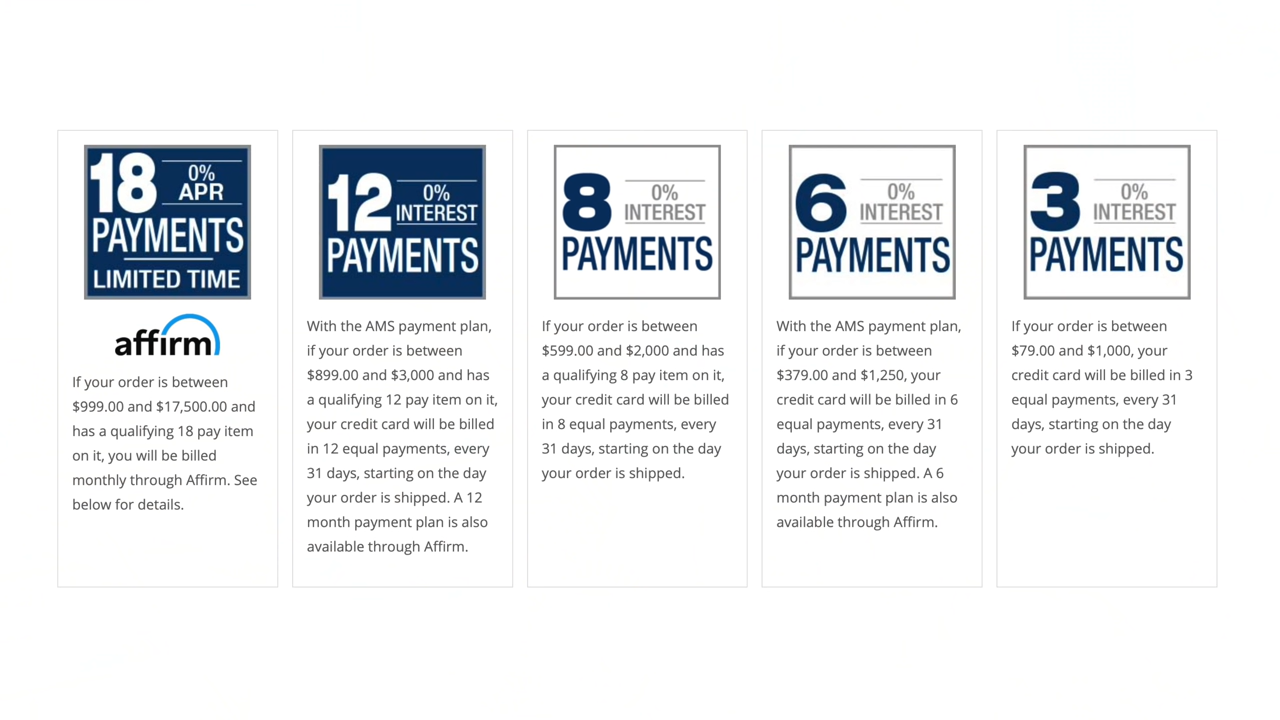 18 0% APR
PAYMENTS
LIMITED TIME
affirm
If your order is between
$999.00 and $17,500.00 and
has a qualifying 18 pay item
on it, you will be billed
monthly through Affirm. See
below for details.
12 0% INTEREST
PAYMENTS
With the AMS payment plan,
if your order is between
$899.00 and $3,000 and has
a qualifying 12 pay item on it,
your credit card will be billed
in 12 equal payments, every
31 days, starting on the day
your order is shipped. A 12
month payment plan is also
available through Affirm.
8 0% INTEREST
PAYMENTS
If your order is between
$599.00 and $2,000 and has
a qualifying 8 pay item on it,
your credit card will be billed
in 8 equal payments, every
31 days, starting on the day
your order is shipped.
6 0% INTEREST
PAYMENTS
With the AMS payment plan,
if your order is between
$379.00 and $1,250, your
credit card will be billed in 6
equal payments, every 31
days, starting on the day
your order is shipped. A 6
month payment plan is also
available through Affirm.
3 0% INTEREST
PAYMENTS
If your order is between
$79.00 and $1,000, your
credit card will be billed in 3
equal payments, every 31
days, starting on the day
your order is shipped.